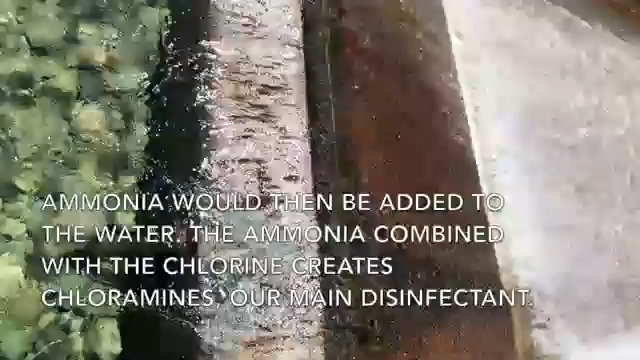 AMMONIA WOULD THEN BE ADDED TO
THE WATER. THE AMMONIA COMBINED
WITH THE CHLORINE CREATES
CHLORAMINES, OUR MAIN DISINFECTANT.